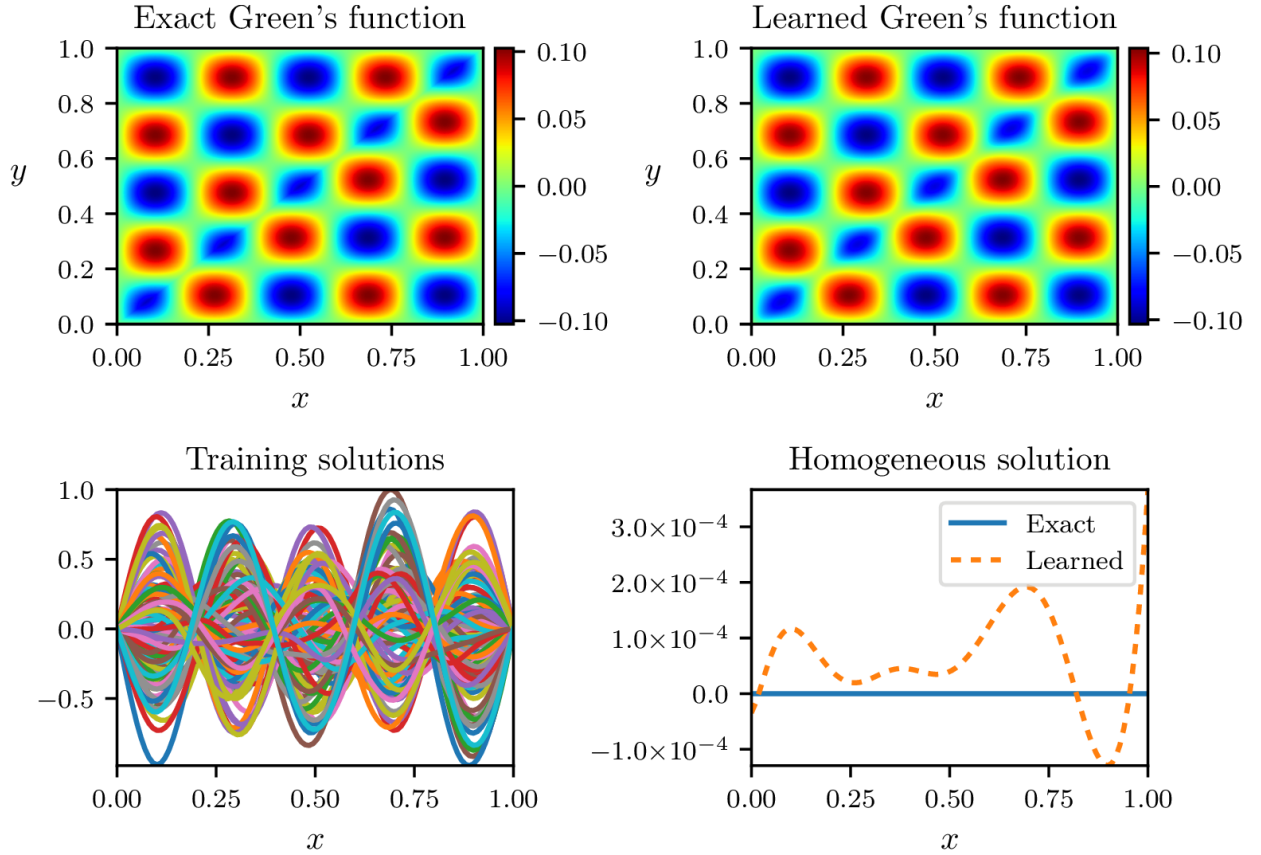 Exact Green's function
1.0
0.8
0.6
0.4
0.2
0.0
y
0.00 0.25 0.50 0.75 1.00
x
0.10
0.05
0.00
−0.05
−0.10
Learned Green's function
1.0
0.8
0.6
0.4
0.2
0.0
y
0.00 0.25 0.50 0.75 1.00
x
0.10
0.05
0.00
−0.05
−0.10
Training solutions
1.0
0.5
0.0
−0.5
0.00 0.25 0.50 0.75 1.00
x
Homogeneous solution
3.0×10⁻⁴
2.0×10⁻⁴
1.0×10⁻⁴
0.0
−1.0×10⁻⁴
Exact
Learned
0.00 0.25 0.50 0.75 1.00
x